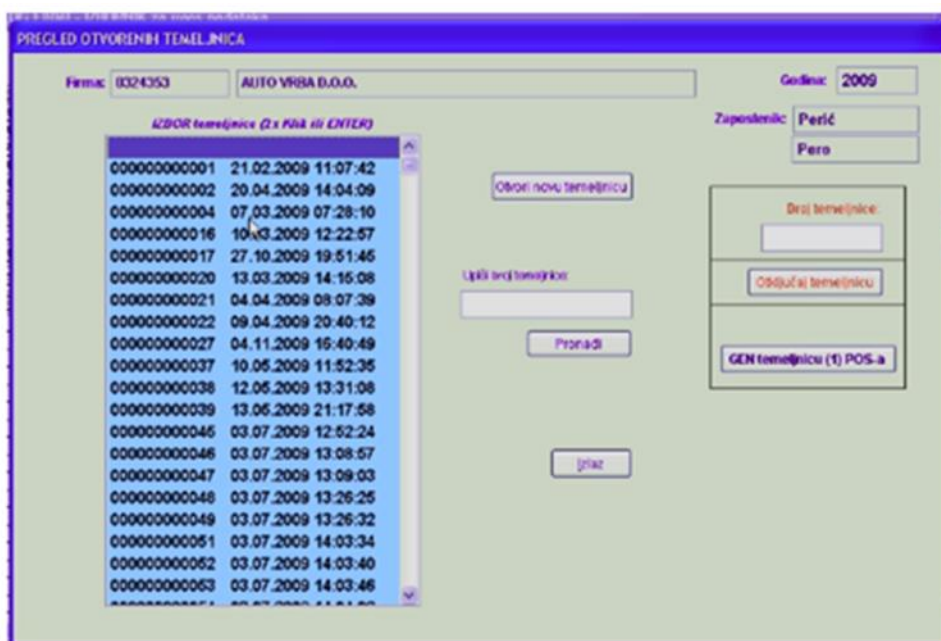 PREGLED OTVORENIH TEMELJNICA
Firma: 0324353 AUTO VRBA D.O.O. Godina: 2009
IZBOR temeljnice (2x Klik ili ENTER)
Zaposlenik: Perić
Pero
000000000001 21.02.2009 11:07:42
000000000002 20.04.2009 14:04:09
000000000004 07.03.2009 07:28:10
000000000016 10.03.2009 12:22:57
000000000017 27.10.2009 19:51:45
000000000020 13.03.2009 14:15:08
000000000021 04.04.2009 08:07:39
000000000022 09.04.2009 20:40:12
000000000027 04.11.2009 16:40:49
000000000037 10.05.2009 11:52:35
000000000038 12.05.2009 13:31:08
000000000039 13.05.2009 21:17:58
000000000045 03.07.2009 12:52:24
000000000046 03.07.2009 13:08:57
000000000047 03.07.2009 13:09:03
000000000048 03.07.2009 13:26:25
000000000049 03.07.2009 13:26:32
000000000051 03.07.2009 14:03:34
000000000052 03.07.2009 14:03:40
000000000053 03.07.2009 14:03:46
Otvori novu temeljnicu
Upiši broj temeljnice:
Pronađi
Izlaz
Broj temeljnice:
Otključaj temeljnicu
GEN temeljnicu (1) POS-a